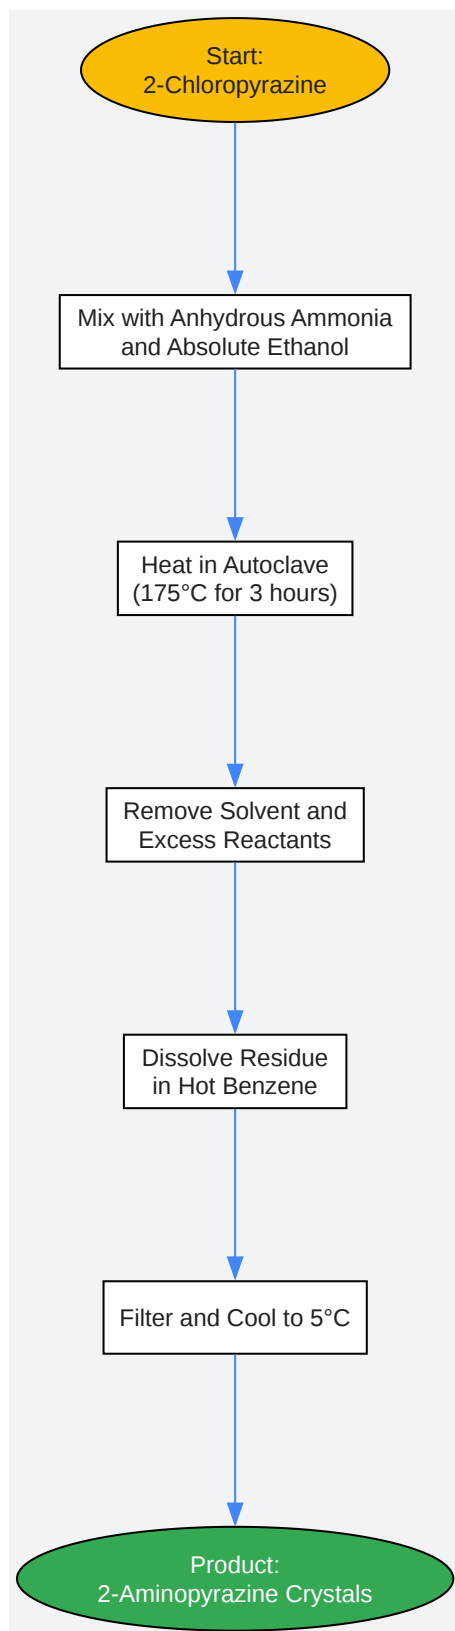 Start:
2-Chloropyrazine
Mix with Anhydrous Ammonia
and Absolute Ethanol
Heat in Autoclave
(175°C for 3 hours)
Remove Solvent and
Excess Reactants
Dissolve Residue
in Hot Benzene
Filter and Cool to 5°C
Product:
2-Aminopyrazine Crystals